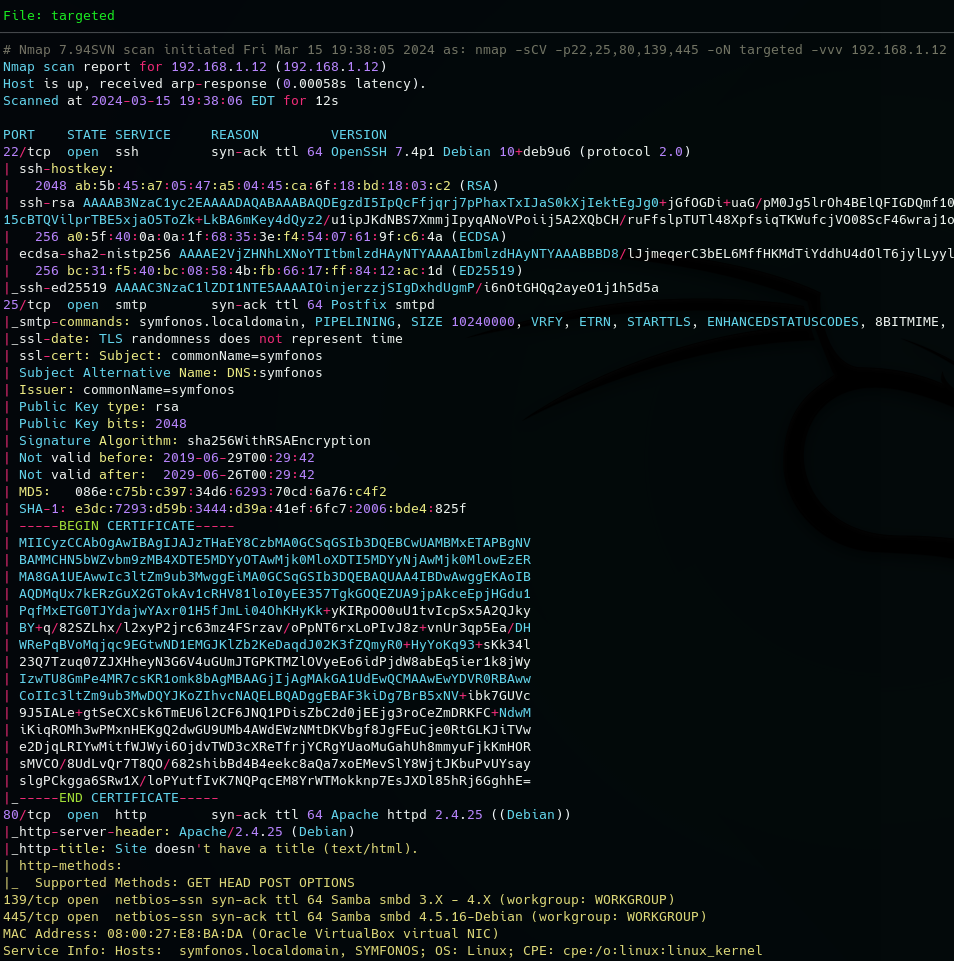 File: targeted
# Nmap 7.94SVN scan initiated Fri Mar 15 19:38:05 2024 as: nmap -sCV -p22,25,80,139,445 -oN targeted -vvv 192.168.1.12
Nmap scan report for 192.168.1.12 (192.168.1.12)
Host is up, received arp-response (0.00058s latency).
Scanned at 2024-03-15 19:38:06 EDT for 12s
PORT    STATE SERVICE     REASON         VERSION
22/tcp  open  ssh         syn-ack ttl 64 OpenSSH 7.4p1 Debian 10+deb9u6 (protocol 2.0)
| ssh-hostkey:
|   2048 ab:5b:45:a7:05:47:a5:04:45:ca:6f:18:bd:18:03:c2 (RSA)
| ssh-rsa AAAAB3NzaC1yc2EAAAADAQABAAABAQDEgzdI5IpQcFfjqrj7pPhaxTxIJaS0kXjIektEgJg0+jGfOGDi+uaG/pM0Jg5lrOh4BElQFIGDQmf10
15cBTQVilprTBE5xjaO5ToZk+LkBA6mKey4dQyz2/u1ipJKdNBS7XmmjIpyqANoVPoiij5A2XQbCH/ruFfslpTUTl48XpfsiqTKWufcjVO08ScF46wraj1o
|   256 a0:5f:40:0a:0a:1f:68:35:3e:f4:54:07:61:9f:c6:4a (ECDSA)
| ecdsa-sha2-nistp256 AAAAE2VjZHNhLXNoYTItbmlzdHAyNTYAAAAIbmlzdHAyNTYAAABBBD8/lJjmeqerC3bEL6MffHKMdTiYddhU4dOlT6jylLyyl
|   256 bc:31:f5:40:bc:08:58:4b:fb:66:17:ff:84:12:ac:1d (ED25519)
|_ssh-ed25519 AAAAC3NzaC1lZDI1NTE5AAAAIOinjerzzjSIgDxhdUgmP/i6nOtGHQq2ayeO1j1h5d5a
25/tcp  open  smtp        syn-ack ttl 64 Postfix smtpd
|_smtp-commands: symfonos.localdomain, PIPELINING, SIZE 10240000, VRFY, ETRN, STARTTLS, ENHANCEDSTATUSCODES, 8BITMIME,
|_ssl-date: TLS randomness does not represent time
| ssl-cert: Subject: commonName=symfonos
| Subject Alternative Name: DNS:symfonos
| Issuer: commonName=symfonos
| Public Key type: rsa
| Public Key bits: 2048
| Signature Algorithm: sha256WithRSAEncryption
| Not valid before: 2019-06-29T00:29:42
| Not valid after:  2029-06-26T00:29:42
| MD5:   086e:c75b:c397:34d6:6293:70cd:6a76:c4f2
| SHA-1: e3dc:7293:d59b:3444:d39a:41ef:6fc7:2006:bde4:825f
| -----BEGIN CERTIFICATE-----
| MIICyzCCAbOgAwIBAgIJAJzTHaEY8CzbMA0GCSqGSIb3DQEBCwUAMBMxETAPBgNV
| BAMMCHN5bWZvbm9zMB4XDTE5MDYyOTAwMjk0MloXDTI5MDYyNjAwMjk0MlowEzER
| MA8GA1UEAwwIc3ltZm9ub3MwggEiMA0GCSqGSIb3DQEBAQUAA4IBDwAwggEKAoIB
| AQDMqUx7kERzGuX2GTokAv1cRHV81loI0yEE357TgkGOQEZUA9jpAkceEpjHGdu1
| PqfMxETG0TJYdajwYAxr01H5fJmLi04OhKHyKk+yKIRpOO0uU1tvIcpSx5A2QJky
| BY+q/82SZLhx/l2xyP2jrc63mz4FSrzav/oPpNT6rxLoPIvJ8z+vnUr3qp5Ea/DH
| WRePqBVoMqjqc9EGtwND1EMGJKlZb2KeDaqdJ02K3fZQmyR0+HyYoKq93+sKk34l
| 23Q7Tzuq07ZJXHheyN3G6V4uGUmJTGPKTMZlOVyeEo6idPjdW8abEq5ier1k8jWy
| IzwTU8GmPe4MR7csKR1omk8bAgMBAAGjIjAgMAkGA1UdEwQCMAAwEwYDVR0RBAww
| CoIIc3ltZm9ub3MwDQYJKoZIhvcNAQELBQADggEBAF3kiDg7BrB5xNV+ibk7GUVc
| 9J5IALe+gtSeCXCsk6TmEU6l2CF6JNQ1PDisZbC2d0jEEjg3roCeZmDRKFC+NdwM
| iKiqROMh3wPMxnHEKgQ2dwGU9UMb4AWdEWzNMtDKVbgf8JgFEuCje0RtGLKJiTVw
| e2DjqLRIYwMitfWJWyi6OjdvTWD3cXReTfrjYCRgYUaoMuGahUh8mmyuFjkKmHOR
| sMVCO/8UdLvQr7T8QO/682shibBd4B4eekc8aQa7xoEMevSlY8WjtJKbuPvUYsay
| slgPCkgga6SRw1X/loPYutfIvK7NQPqcEM8YrWTMokknp7EsJXDl85hRj6GghhE=
|_-----END CERTIFICATE-----
80/tcp  open  http        syn-ack ttl 64 Apache httpd 2.4.25 ((Debian))
|_http-server-header: Apache/2.4.25 (Debian)
|_http-title: Site doesn't have a title (text/html).
| http-methods:
|_  Supported Methods: GET HEAD POST OPTIONS
139/tcp open  netbios-ssn syn-ack ttl 64 Samba smbd 3.X - 4.X (workgroup: WORKGROUP)
445/tcp open  netbios-ssn syn-ack ttl 64 Samba smbd 4.5.16-Debian (workgroup: WORKGROUP)
MAC Address: 08:00:27:E8:BA:DA (Oracle VirtualBox virtual NIC)
Service Info: Hosts:  symfonos.localdomain, SYMFONOS; OS: Linux; CPE: cpe:/o:linux:linux_kernel